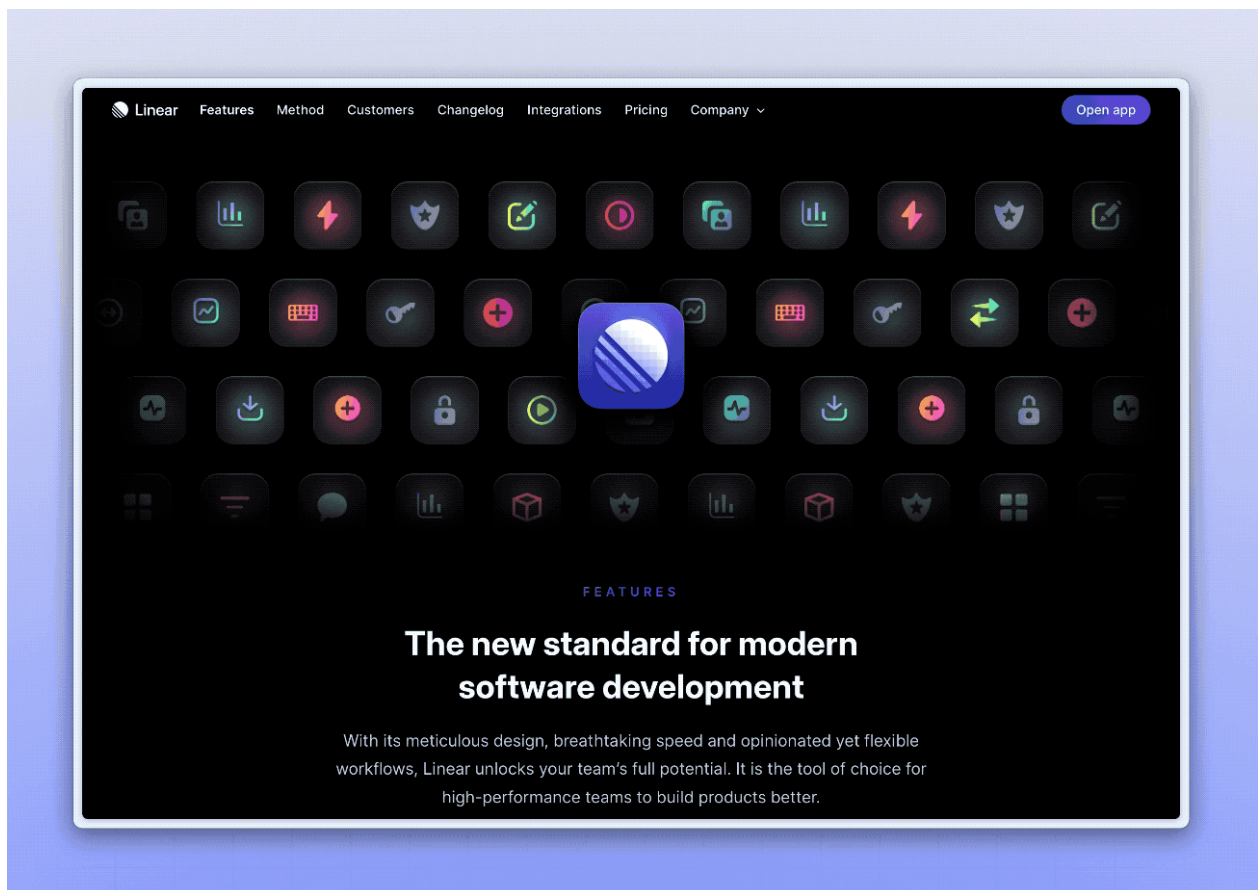 Linear Features Method Customers Changelog Integrations Pricing Company Open app
FEATURES
The new standard for modern
software development
With its meticulous design, breathtaking speed and opinionated yet flexible
workflows, Linear unlocks your team’s full potential. It is the tool of choice for
high-performance teams to build products better.